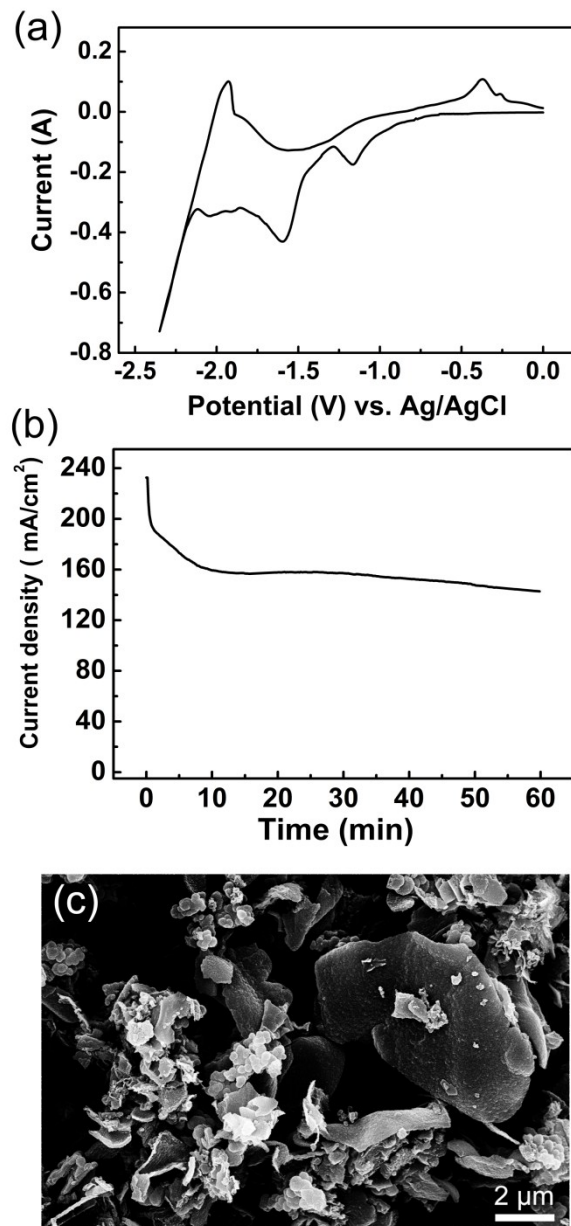 (a)
0.2
0.0
-0.2
-0.4
-0.6
-0.8
Current (A)
-2.5 -2.0 -1.5 -1.0 -0.5 0.0
Potential (V) vs. Ag/AgCl
(b)
240
200
160
120
80
40
0
Current density ( mA/cm²)
0 10 20 30 40 50 60
Time (min)
(c)
2 μm